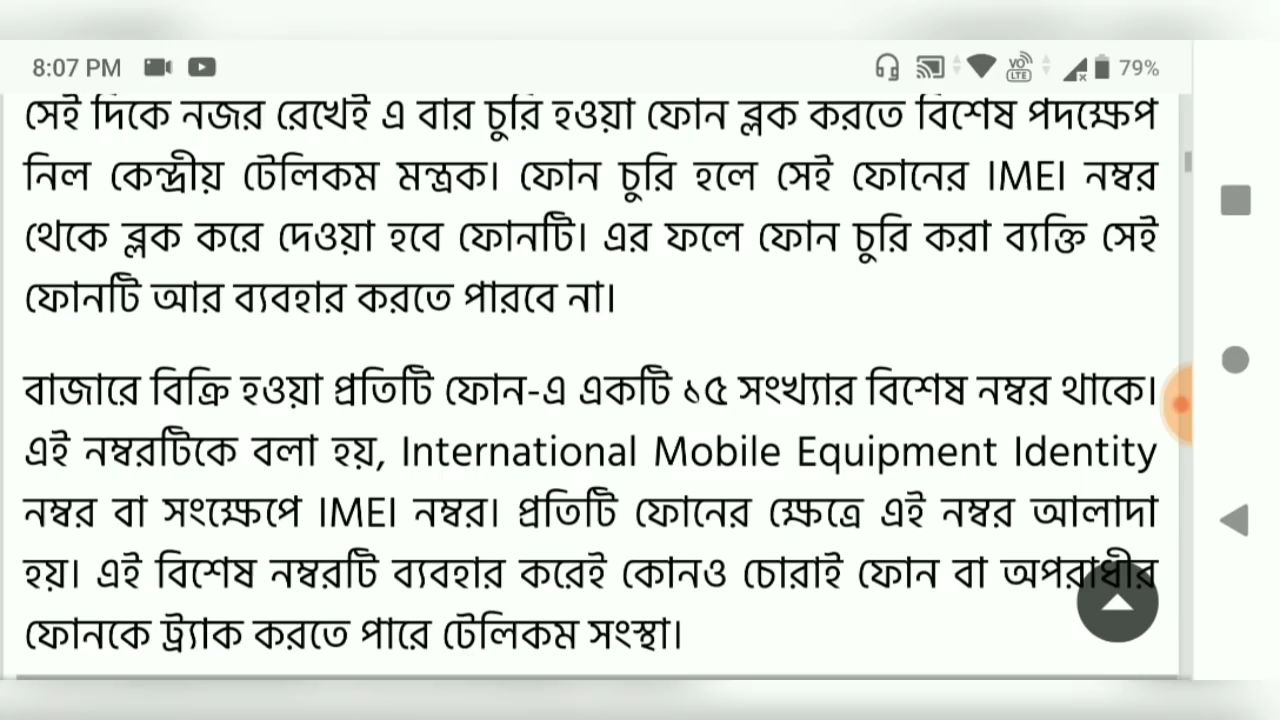 8:07 PM
VO LTE
79%
সেই দিকে নজর রেখেই এ বার চুরি হওয়া ফোন ব্লক করতে বিশেষ পদক্ষেপ
নিল কেন্দ্রীয় টেলিকম মন্ত্রক। ফোন চুরি হলে সেই ফোনের IMEI নম্বর
থেকে ব্লক করে দেওয়া হবে ফোনটি। এর ফলে ফোন চুরি করা ব্যক্তি সেই
ফোনটি আর ব্যবহার করতে পারবে না।
বাজারে বিক্রি হওয়া প্রতিটি ফোন-এ একটি ১৫ সংখ্যার বিশেষ নম্বর থাকে।
এই নম্বরটিকে বলা হয়, International Mobile Equipment Identity
নম্বর বা সংক্ষেপে IMEI নম্বর। প্রতিটি ফোনের ক্ষেত্রে এই নম্বর আলাদা
হয়। এই বিশেষ নম্বরটি ব্যবহার করেই কোনও চোরাই ফোন বা অপরাধীর
ফোনকে ট্র্যাক করতে পারে টেলিকম সংস্থা।